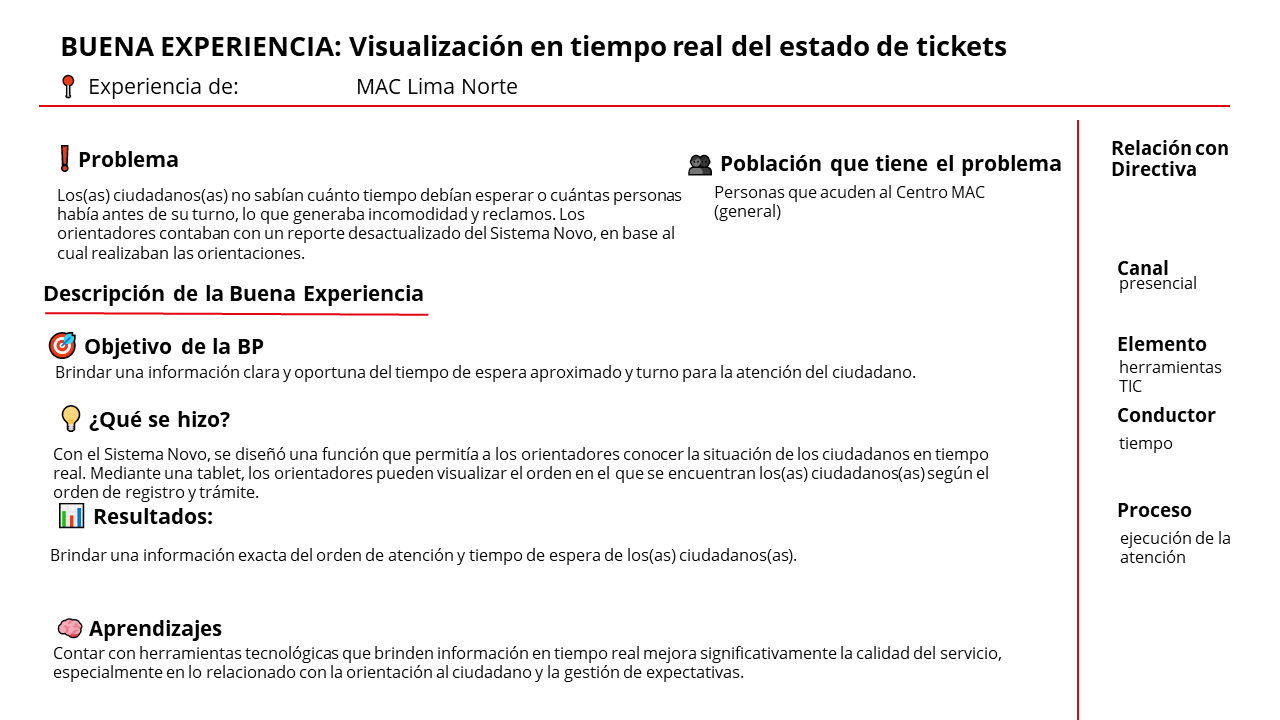 BUENA EXPERIENCIA: Visualización en tiempo real del estado de tickets
Experiencia de: MAC Lima Norte
Problema
Los(as) ciudadanos(as) no sabían cuánto tiempo debían esperar o cuántas personas
había antes de su turno, lo que generaba incomodidad y reclamos. Los
orientadores contaban con un reporte desactualizado del Sistema Novo, en base al
cual realizaban las orientaciones.
Población que tiene el problema
Personas que acuden al Centro MAC
(general)
Descripción de la Buena Experiencia
Objetivo de la BP
Brindar una información clara y oportuna del tiempo de espera aproximado y turno para la atención del ciudadano.
¿Qué se hizo?
Con el Sistema Novo, se diseñó una función que permitía a los orientadores conocer la situación de los ciudadanos en tiempo
real. Mediante una tablet, los orientadores pueden visualizar el orden en el que se encuentran los(as) ciudadanos(as) según el
orden de registro y trámite.
Resultados:
Brindar una información exacta del orden de atención y tiempo de espera de los(as) ciudadanos(as).
Aprendizajes
Contar con herramientas tecnológicas que brinden información en tiempo real mejora significativamente la calidad del servicio,
especialmente en lo relacionado con la orientación al ciudadano y la gestión de expectativas.
Relación con
Directiva
Canal
presencial
Elemento
herramientas
TIC
Conductor
tiempo
Proceso
ejecución de la
atención